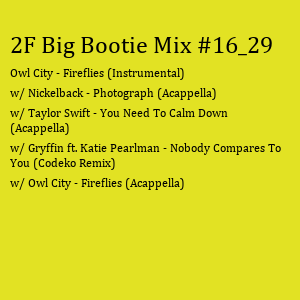 2F Big Bootie Mix #16_29
Owl City - Fireflies (Instrumental)
w/ Nickelback - Photograph (Acappella)
w/ Taylor Swift - You Need To Calm Down
(Acappella)
w/ Gryffin ft. Katie Pearlman - Nobody Compares To
You (Codeko Remix)
w/ Owl City - Fireflies (Acappella)